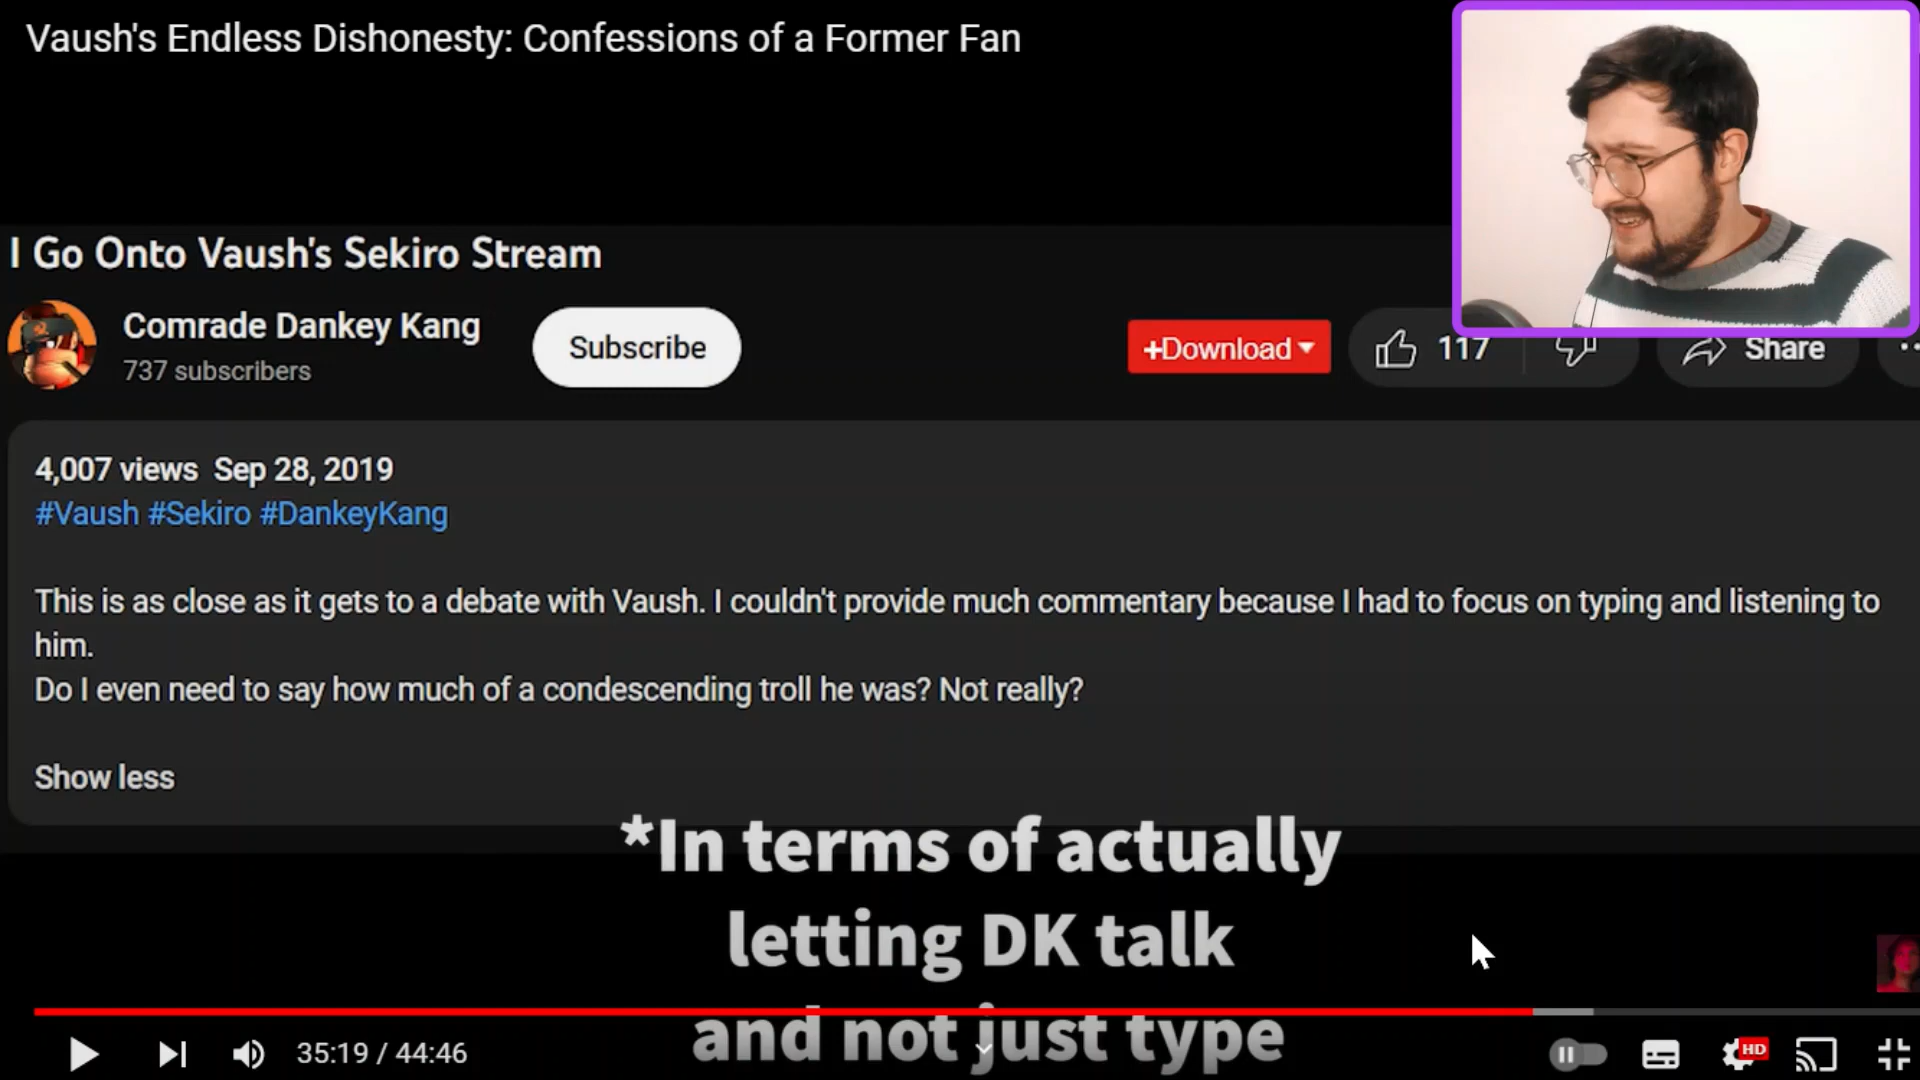 Vaush's Endless Dishonesty: Confessions of a Former Fan
I Go Onto Vaush's Sekiro Stream
Comrade Dankey Kang
737 subscribers
Subscribe
+Download
117
Share
4,007 views Sep 28, 2019
#Vaush #Sekiro #DankeyKang
This is as close as it gets to a debate with Vaush. I couldn't provide much commentary because I had to focus on typing and listening to
him.
Do I even need to say how much of a condescending troll he was? Not really?
Show less
*In terms of actually
letting DK talk
and not just type
35:19 / 44:46
HD